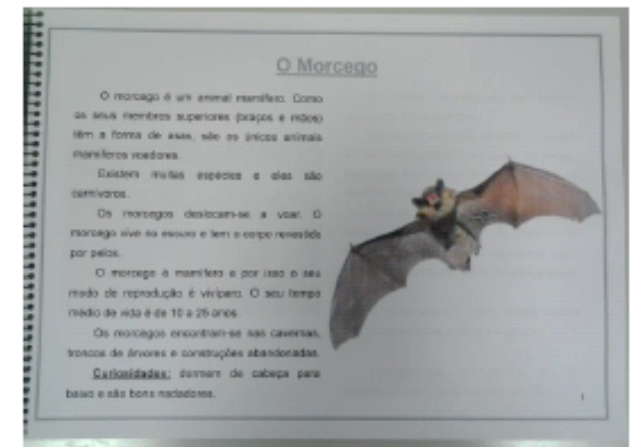 O Morcego
O morcego é um animal mamífero. Como
os seus membros superiores (braços e mãos)
têm a forma de asas, são os únicos animais
mamíferos voadores.
Existem muitas espécies e eles são
carnívoros.
Os morcegos deslocam-se a voar. O
morcego vive no escuro e tem o corpo revestido
por pelos.
O morcego é mamífero e por isso o seu
modo de reprodução é vivíparo. O seu tempo
médio de vida é de 10 a 25 anos.
Os morcegos encontram-se nas cavernas,
troncos de árvores e construções abandonadas.
Curiosidades: dormem de cabeça para
baixo e são bons nadadores.
1